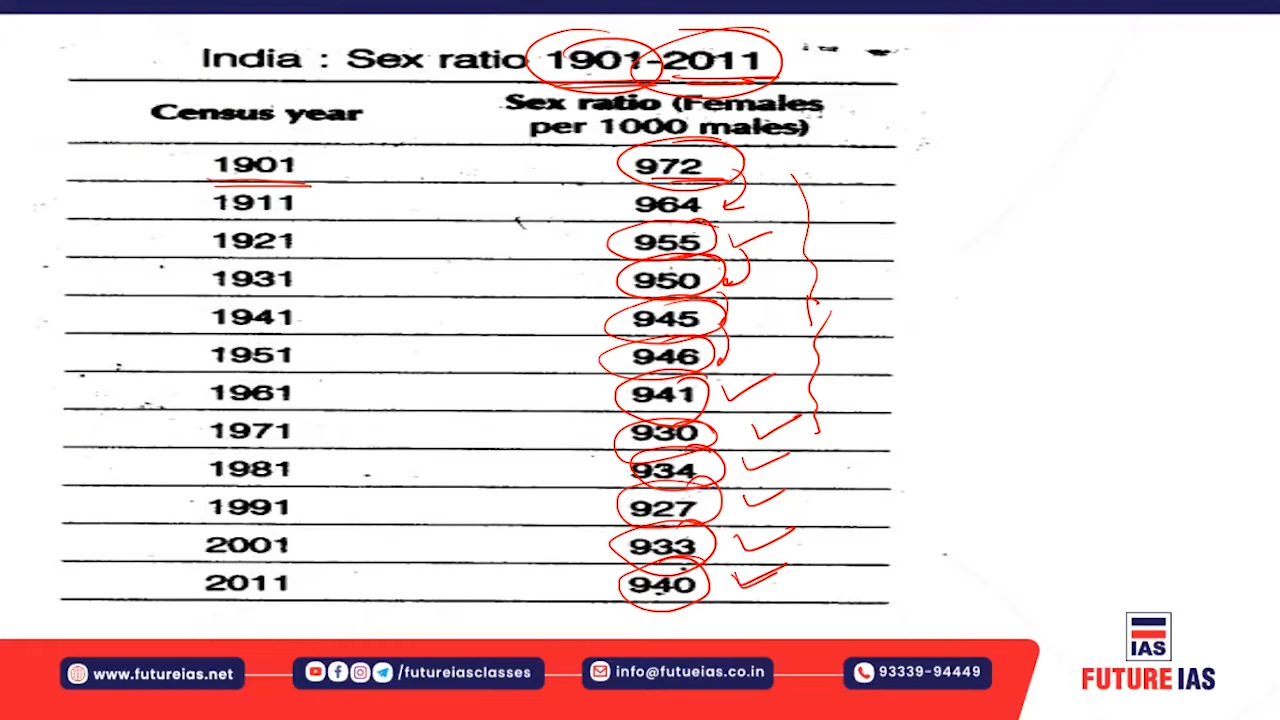 India : Sex ratio 1901-2011
Census year Sex ratio (Females per 1000 males)
1901 972
1911 964
1921 955
1931 950
1941 945
1951 946
1961 941
1971 930
1981 934
1991 927
2001 933
2011 940
www.futureias.net /futureiasclasses info@futueias.co.in 93339-94449
IAS
FUTURE IAS